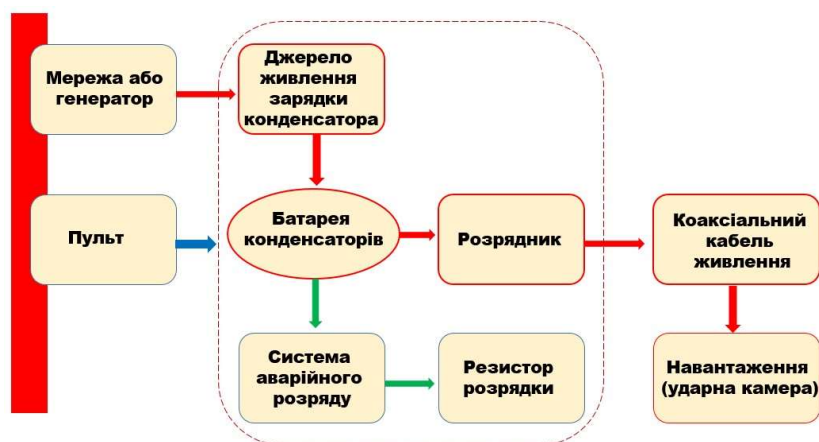 Мережа або
генератор
Джерело
живлення
зарядки
конденсатора
Пульт
Батарея
конденсаторів
Розрядник
Коаксіальний
кабель
живлення
Система
аварійного
розряду
Резистор
розрядки
Навантаження
(ударна камера)